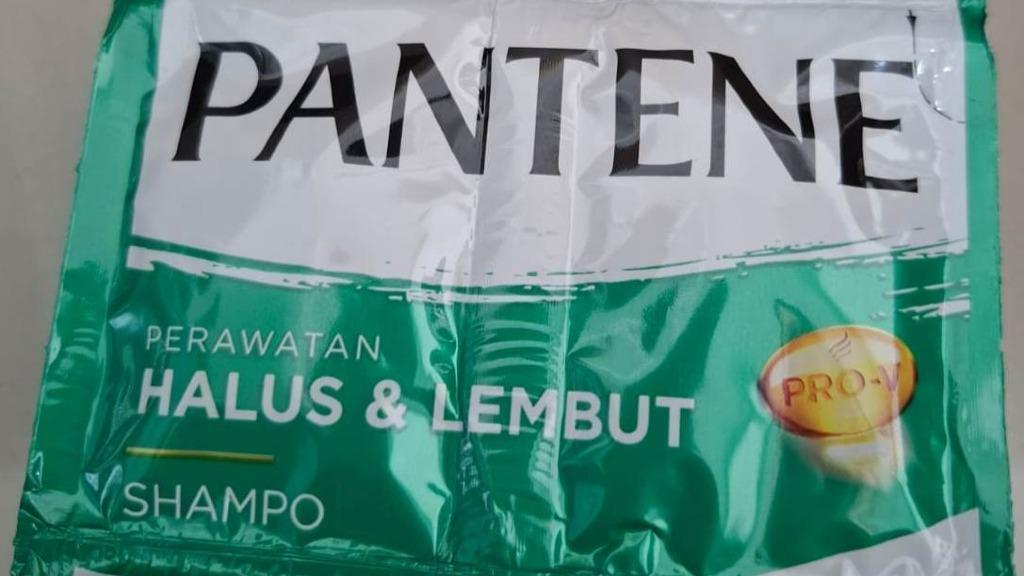 PANTENE
PERAWATAN
HALUS & LEMBUT
PRO-V
SHAMPO